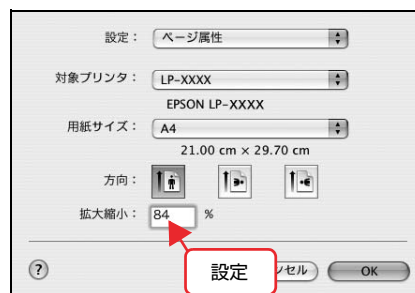 設定： ページ属性
対象プリンタ： LP-XXXX
EPSON LP-XXXX
用紙サイズ： A4
21.00 cm × 29.70 cm
方向：
拡大縮小： 84 %
設定
? ンセル OK